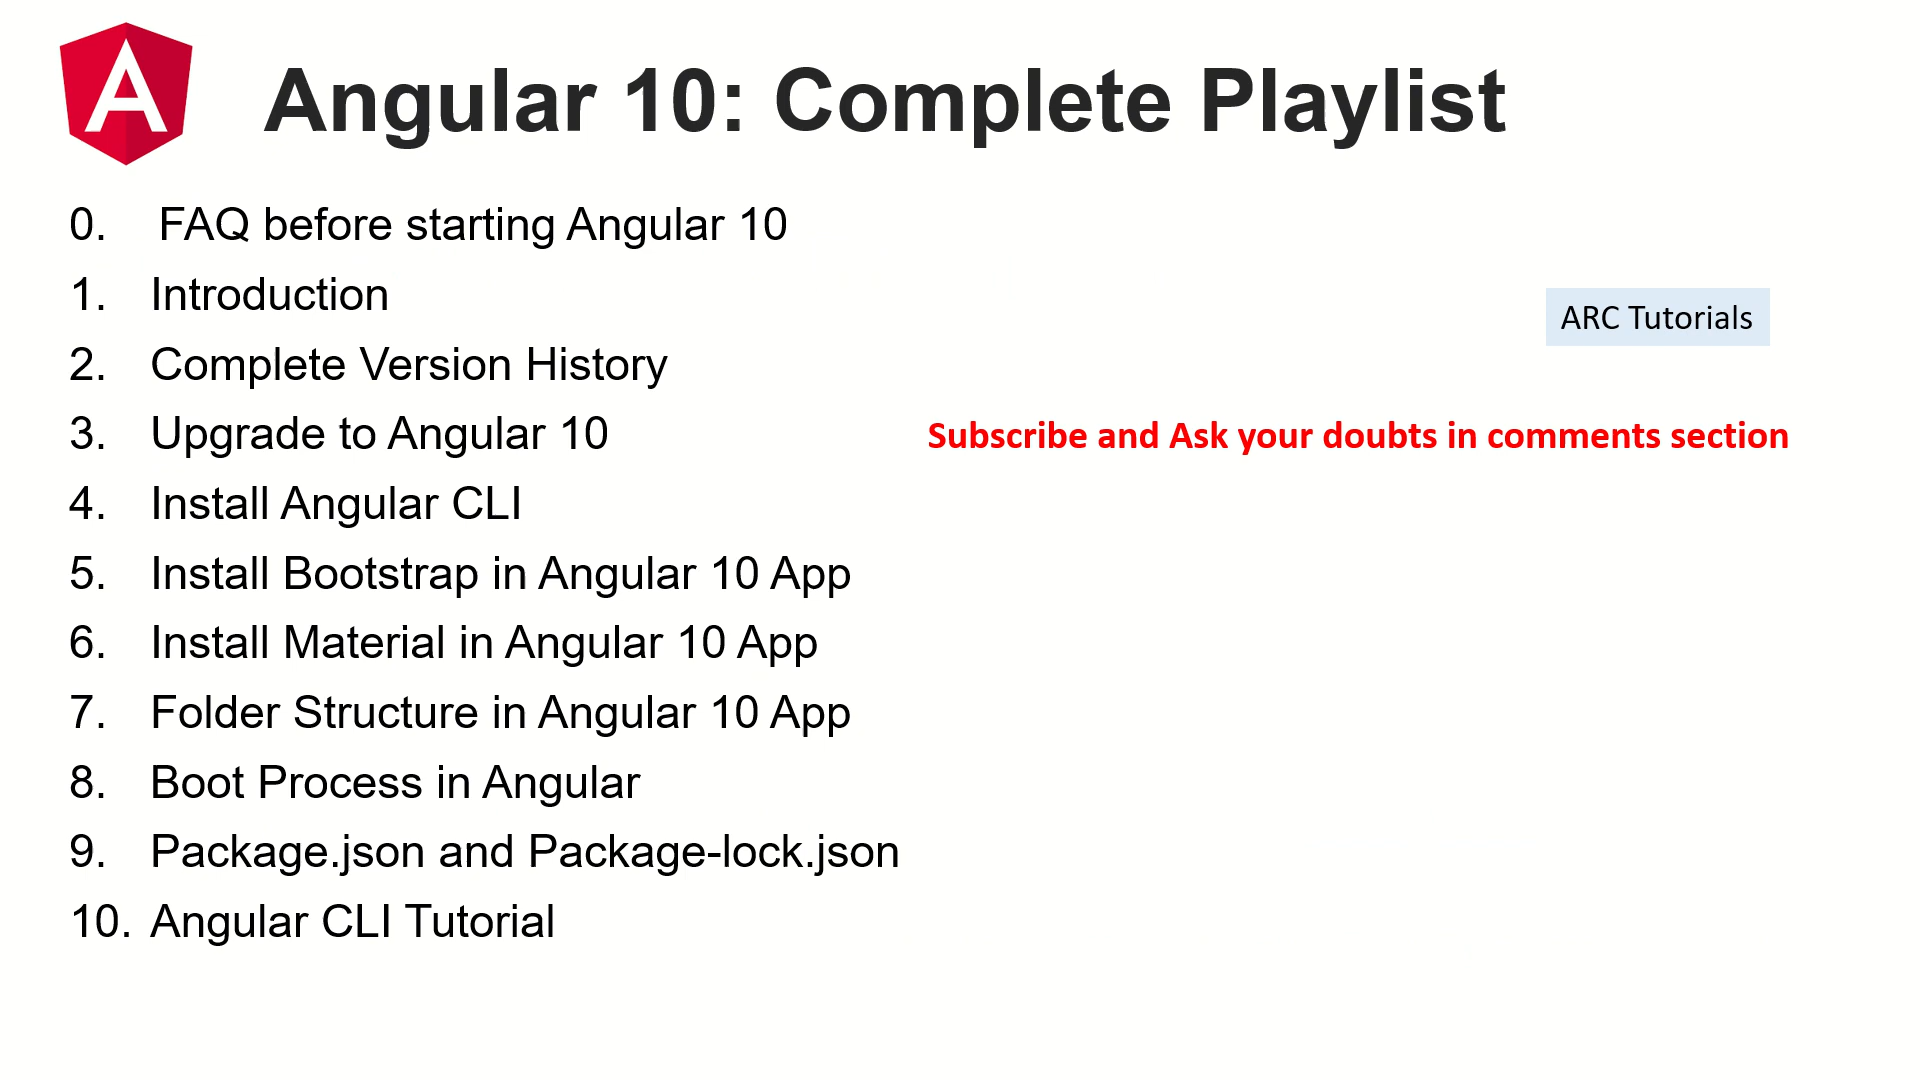 Angular 10: Complete Playlist
0. FAQ before starting Angular 10
1. Introduction
2. Complete Version History
3. Upgrade to Angular 10
4. Install Angular CLI
5. Install Bootstrap in Angular 10 App
6. Install Material in Angular 10 App
7. Folder Structure in Angular 10 App
8. Boot Process in Angular
9. Package.json and Package-lock.json
10. Angular CLI Tutorial
ARC Tutorials
Subscribe and Ask your doubts in comments section